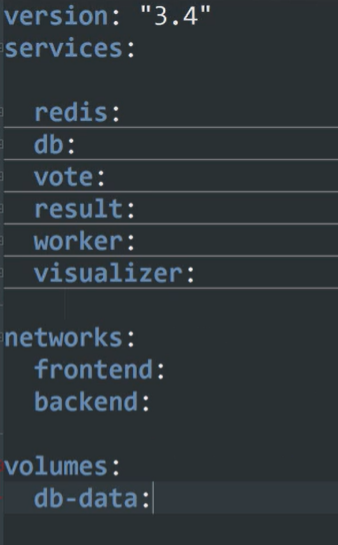 version: "3.4"
services:
  redis:
  db:
  vote:
  result:
  worker:
  visualizer:
networks:
  frontend:
  backend:
volumes:
  db-data: